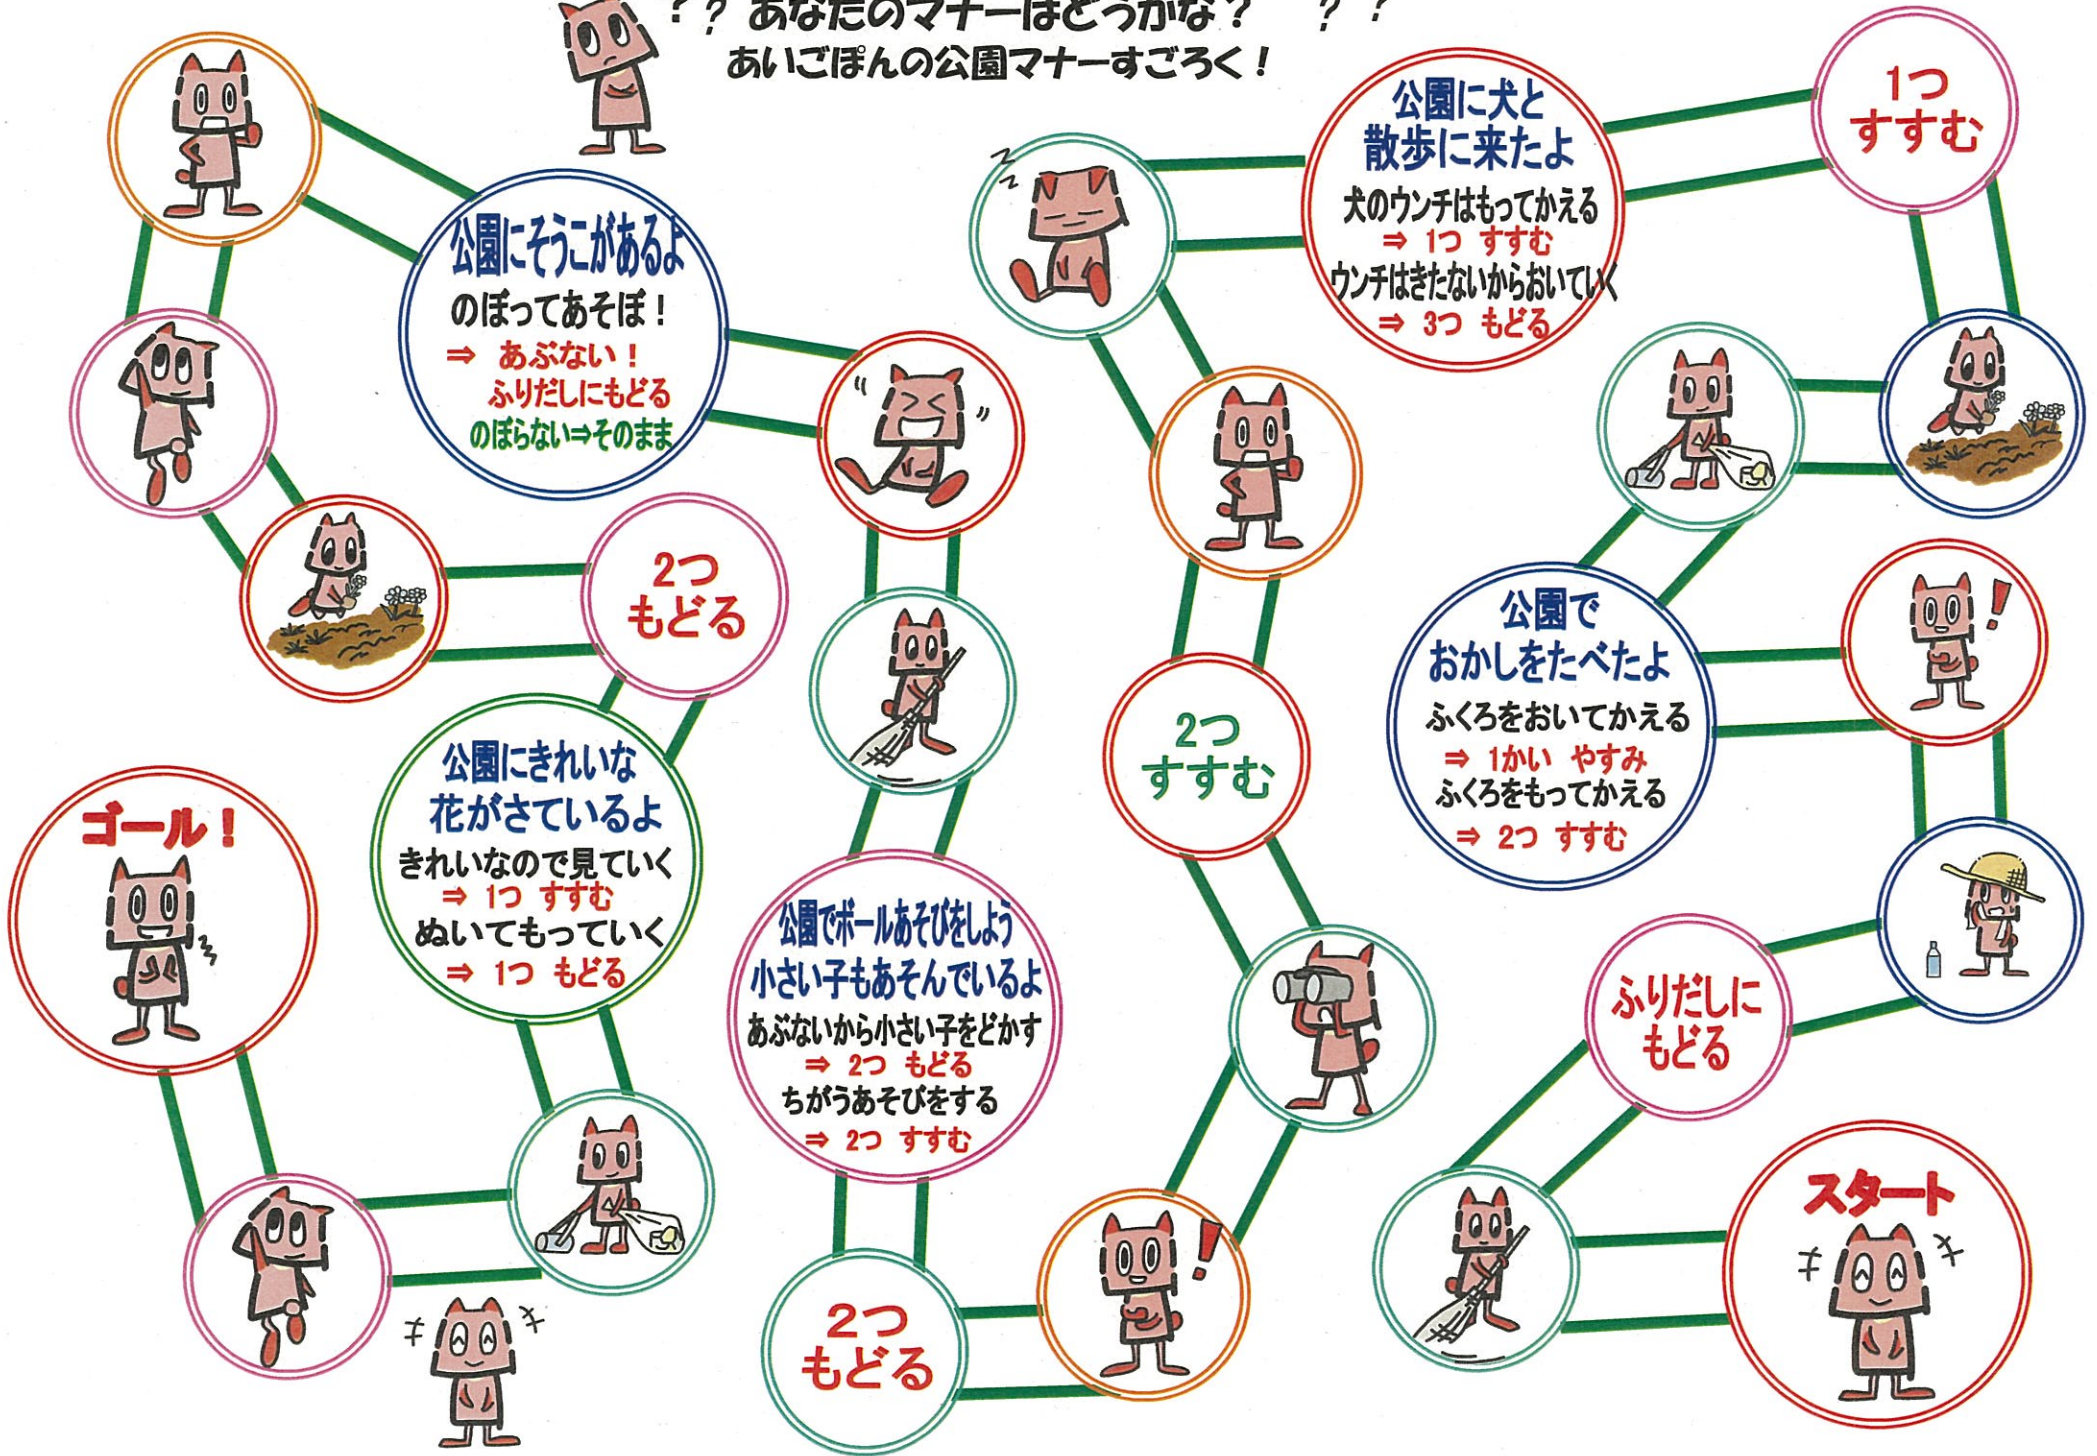 ？？ あなたのマナーはどうかな？ ？？
あいごぽんの公園マナーすごろく！
スタート
ふりだしに
もどる
公園で
おかしをたべたよ
ふくろをおいてかえる
⇒ 1かい やすみ
ふくろをもってかえる
⇒ 2つ すすむ
1つ
すすむ
公園に犬と
散歩に来たよ
犬のウンチはもってかえる
⇒ 1つ すすむ
ウンチはきたないからおいていく
⇒ 3つ もどる
2つ
すすむ
2つ
もどる
公園でボールあそびをしよう
小さい子もあそんでいるよ
あぶないから小さい子をどかす
⇒ 2つ もどる
ちがうあそびをする
⇒ 2つ すすむ
公園にそうこがあるよ
のぼってあそぼ！
⇒ あぶない！
ふりだしにもどる
のぼらない⇒そのまま
2つ
もどる
公園にきれいな
花がさているよ
きれいなので見ていく
⇒ 1つ すすむ
ぬいてもっていく
⇒ 1つ もどる
ゴール！